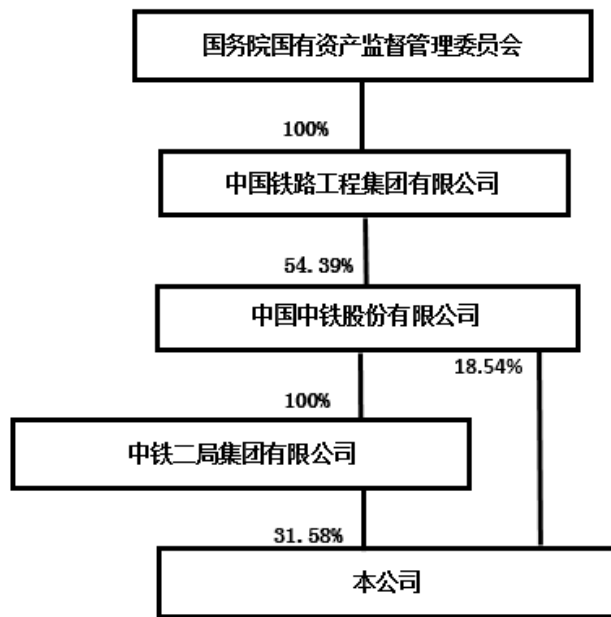 国务院国有资产监督管理委员会
100%
中国铁路工程集团有限公司
54.39%
中国中铁股份有限公司
18.54%
100%
中铁二局集团有限公司
31.58%
本公司